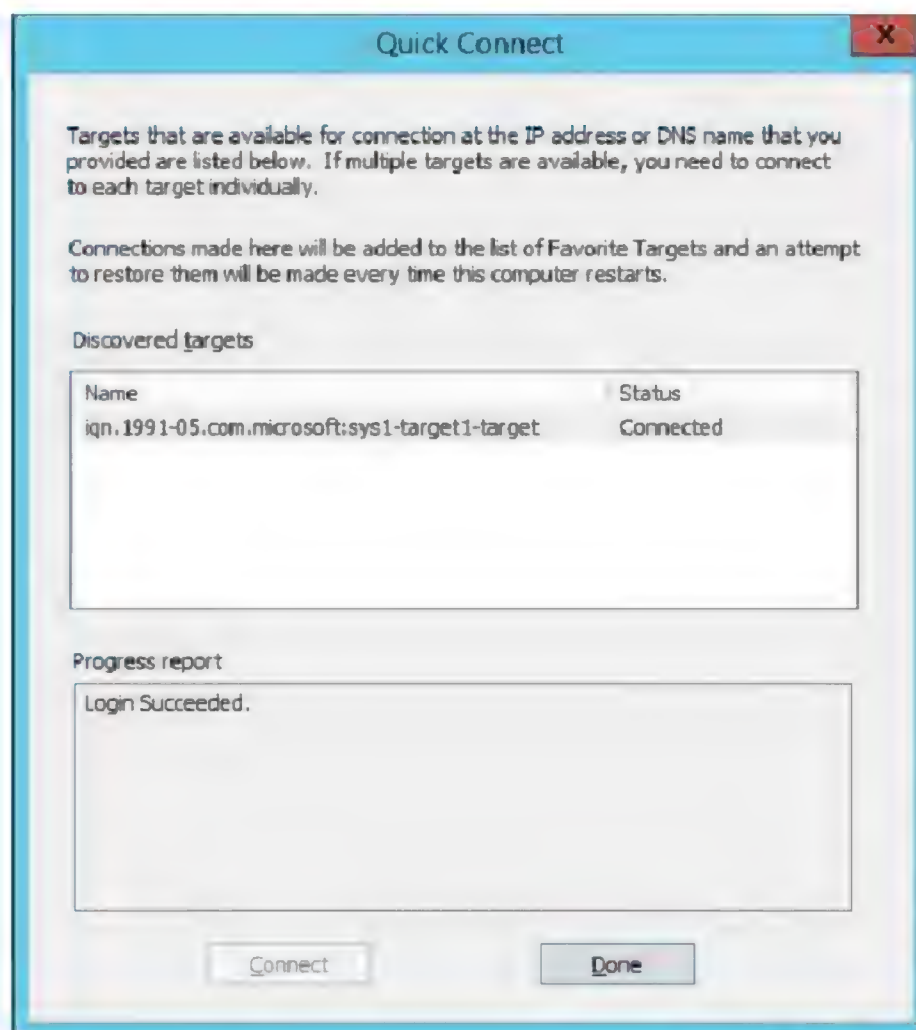 Quick Connect
X
Targets that are available for connection at the IP address or DNS name that you
provided are listed below. If multiple targets are available, you need to connect
to each target individually.
Connections made here will be added to the list of Favorite Targets and an attempt
to restore them will be made every time this computer restarts.
Discovered targets
Name Status
iqn.1991-05.com.microsoft:sys1-target1-target Connected
Progress report
Login Succeeded.
Connect Done